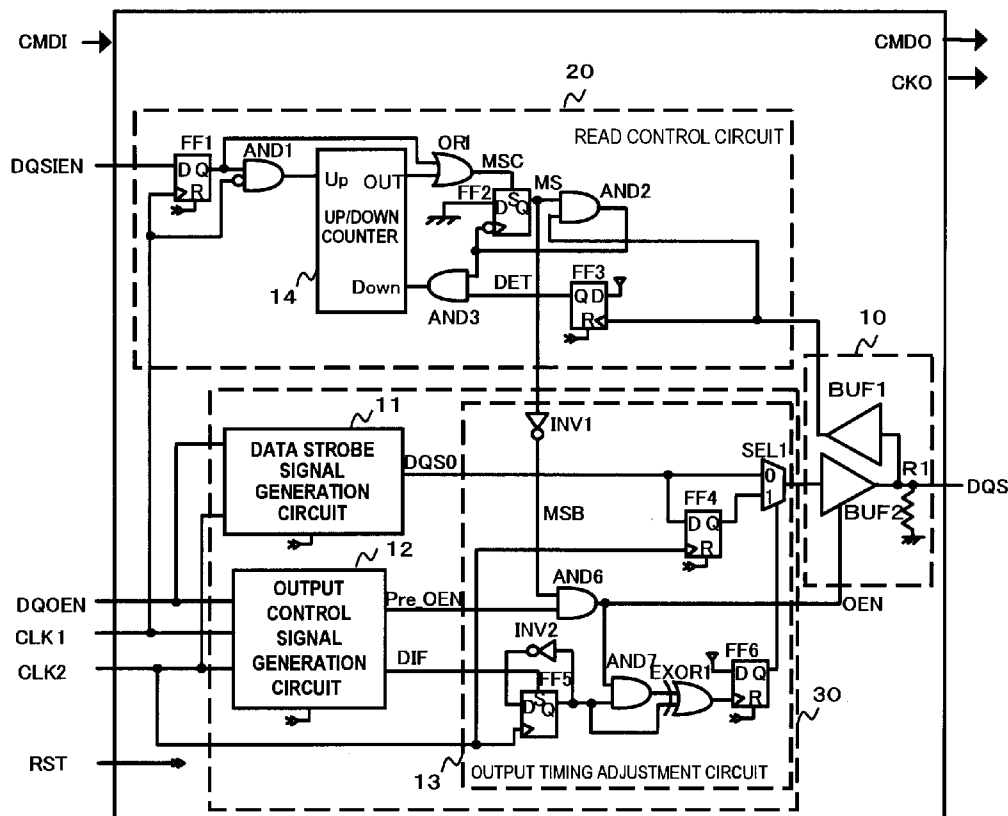 CMDI
CMDO
20
CKO
READ CONTROL CIRCUIT
FF1
AND1
OR1
MSC
DQSIEN
D Q
R
Up
OUT
FF2
D S Q
MS
AND2
UP/DOWN
COUNTER
14
Down
AND3
DET
FF3
Q D
R
10
BUF1
11
INV1
DATA STROBE
SIGNAL
GENERATION
CIRCUIT
DQS0
SEL1
0
1
FF4
D Q
R
R1
DQS
MSB
BUF2
12
AND6
OEN
DQOEN
OUTPUT
CONTROL
SIGNAL
GENERATION
CIRCUIT
Pre_OEN
CLK1
INV2
CLK2
DIF
FF5
D S Q
AND7
EXOR1
FF6
D Q
R
30
RST
13
OUTPUT TIMING ADJUSTMENT CIRCUIT